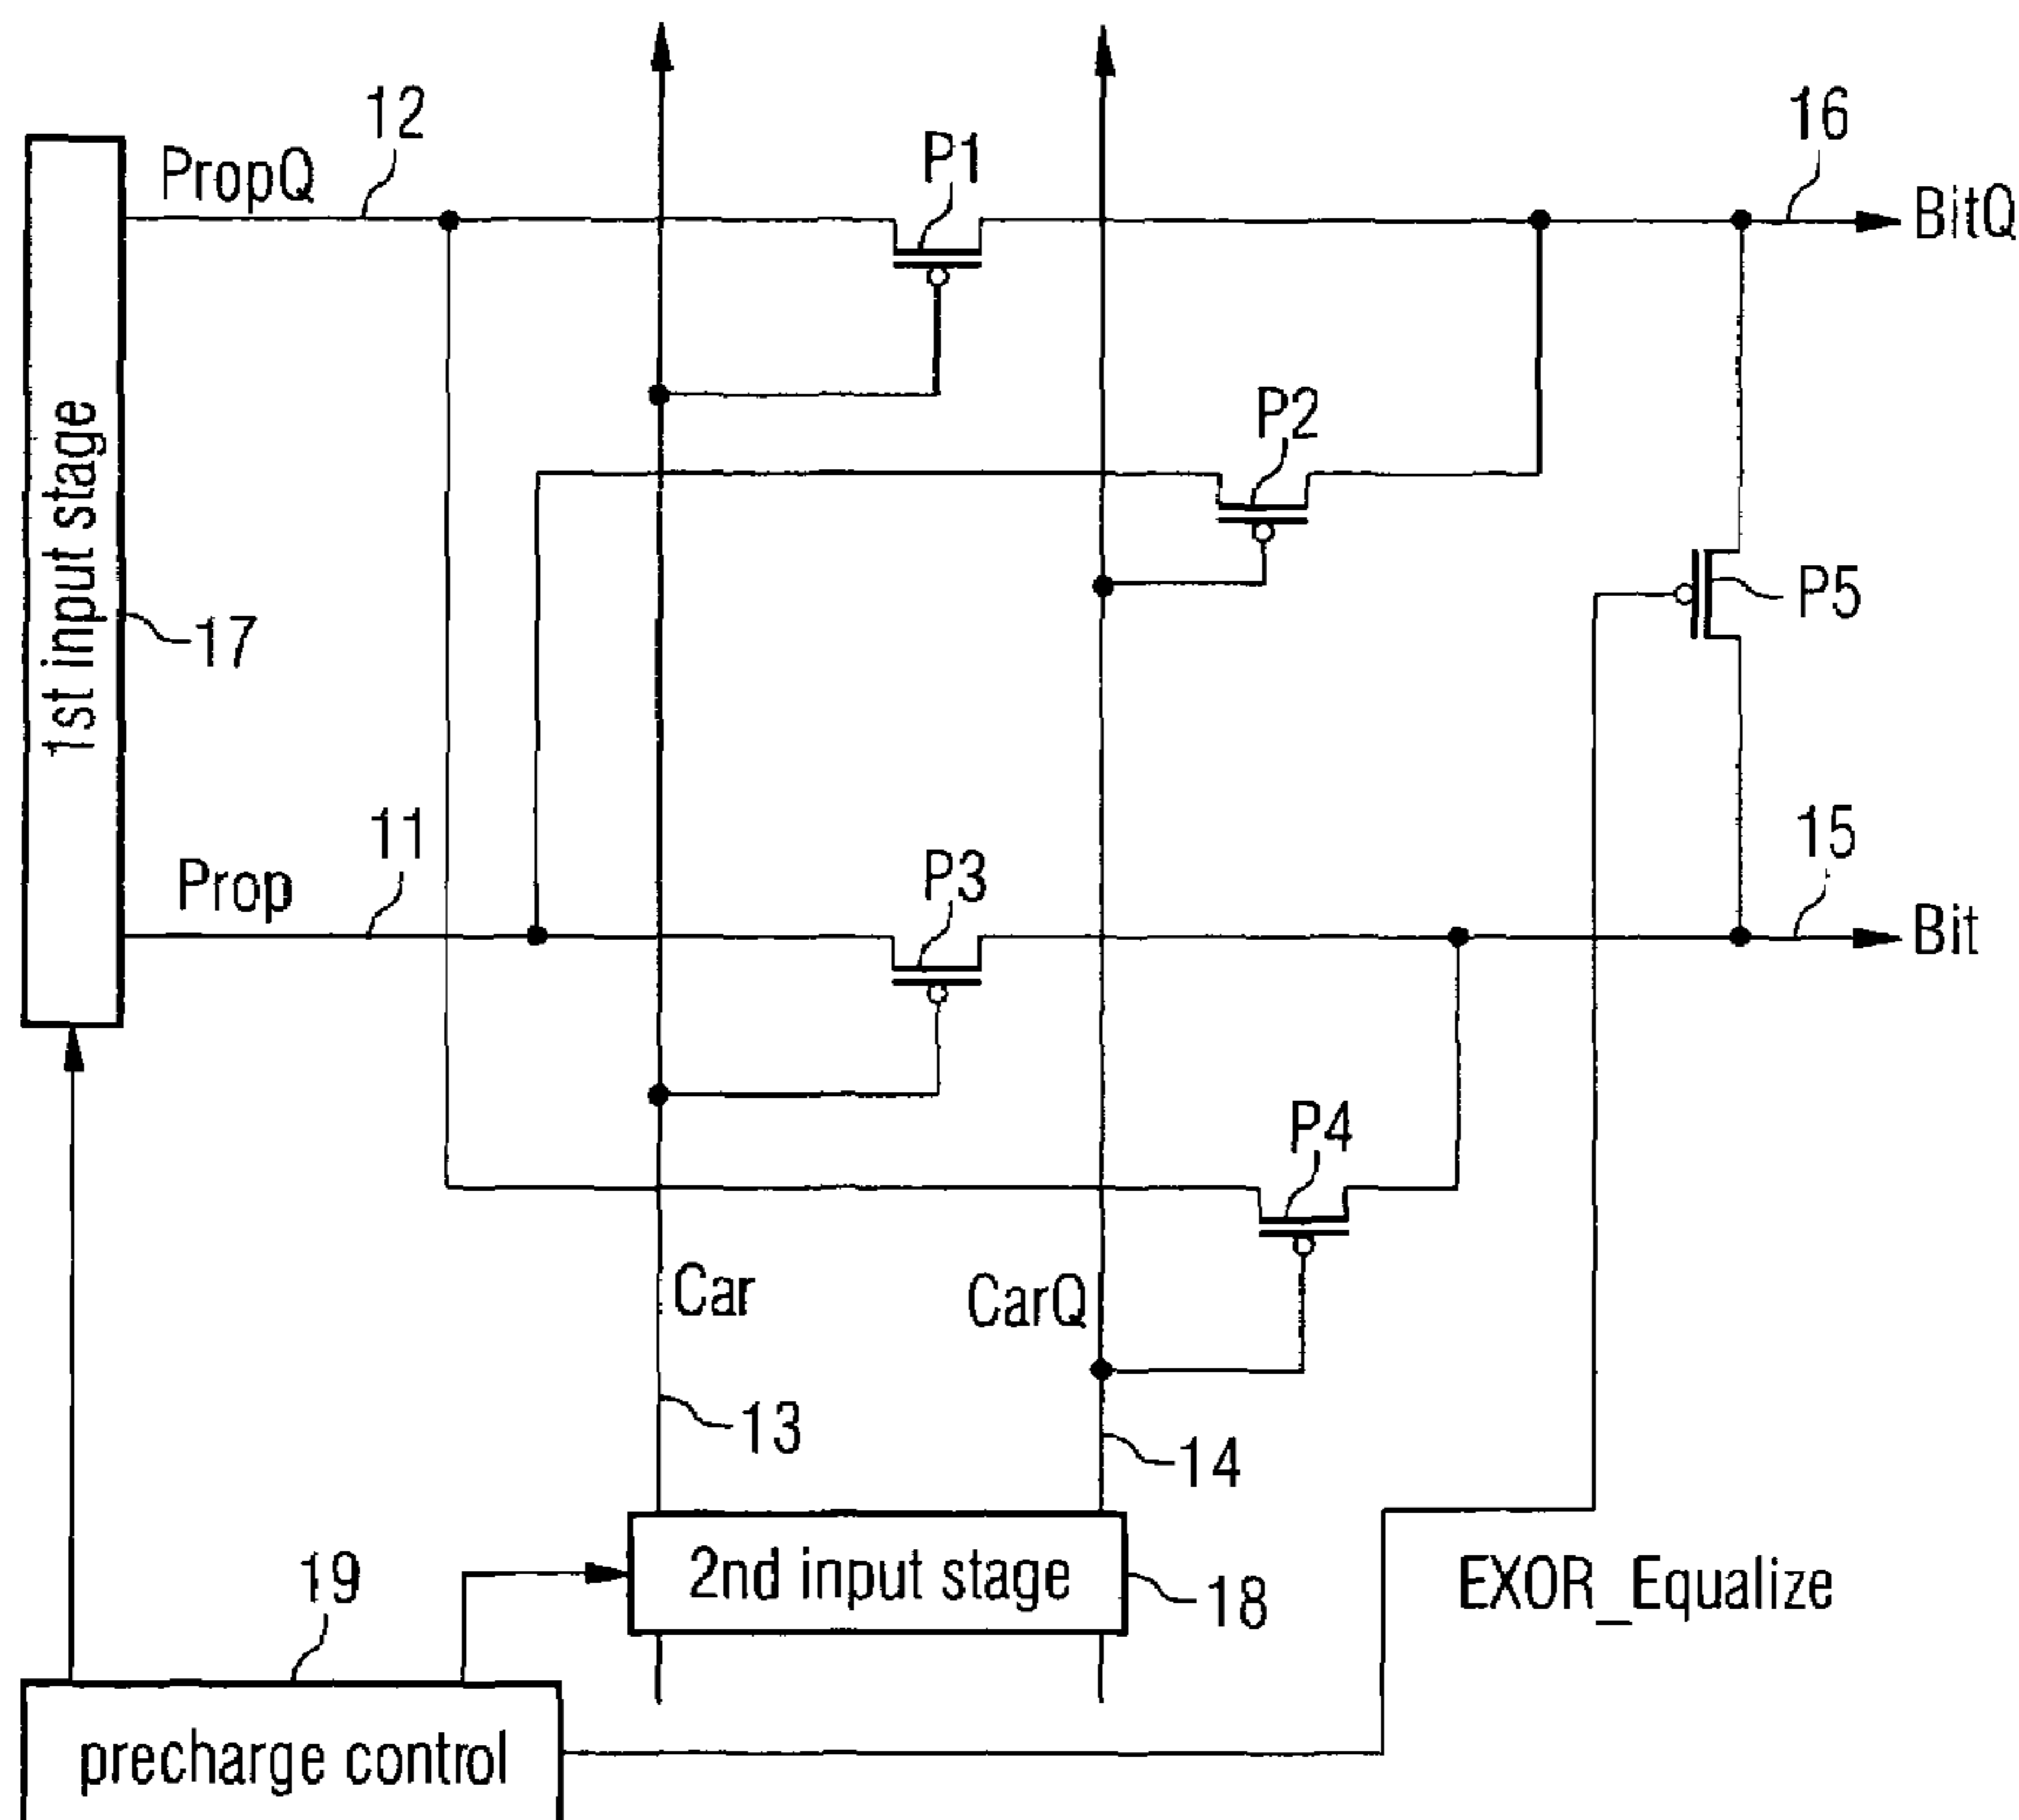 12
16
PropQ
P1
BitQ
P2
1st input stage
17
P5
11
15
Prop
P3
Bit
P4
Car
CarQ
13
14
19
2nd input stage
18
EXOR_Equalize
precharge control